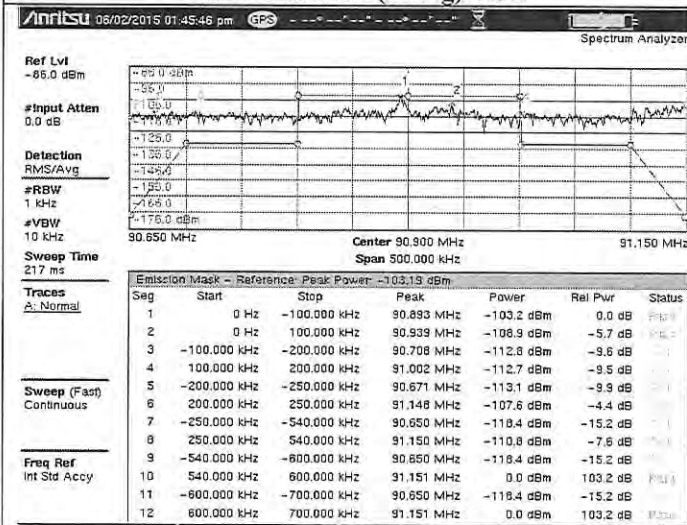 Anritsu 06/02/2015 01:45:46 pm GPS
Spectrum Analyzer
Ref Lvl
-86.0 dBm
#Input Atten
0.0 dB
Detection
RMS/Avg
#RBW
1 kHz
#VBW
10 kHz
Sweep Time
217 ms
Traces
A: Normal
Sweep (Fast)
Continuous
Freq Ref
Int Std Accy
-86.0 dBm
-96.0
-106.0
-116.0
-126.0
-136.0
-146.0
-156.0
-166.0
-176.0 dBm
1
2
90.650 MHz
Center 90.900 MHz
91.150 MHz
Span 500.000 kHz
Emission Mask - Reference: Peak Power: -103.19 dBm
Seg Start Stop Peak Power Rel Pwr Status
1 0 Hz -100.000 kHz 90.893 MHz -103.2 dBm 0.0 dB
2 0 Hz 100.000 kHz 90.939 MHz -108.9 dBm -5.7 dB
3 -100.000 kHz -200.000 kHz 90.708 MHz -112.8 dBm -9.6 dB
4 100.000 kHz 200.000 kHz 91.002 MHz -112.7 dBm -9.5 dB
5 -200.000 kHz -250.000 kHz 90.671 MHz -113.1 dBm -9.9 dB
6 200.000 kHz 250.000 kHz 91.148 MHz -107.6 dBm -4.4 dB
7 -250.000 kHz -540.000 kHz 90.650 MHz -118.4 dBm -15.2 dB
8 250.000 kHz 540.000 kHz 91.150 MHz -110.8 dBm -7.6 dB
9 -540.000 kHz -600.000 kHz 90.650 MHz -118.4 dBm -15.2 dB
10 540.000 kHz 600.000 kHz 91.151 MHz 0.0 dBm 103.2 dB
11 -600.000 kHz -700.000 kHz 90.650 MHz -118.4 dBm -15.2 dB
12 600.000 kHz 700.000 kHz 91.151 MHz 0.0 dBm 103.2 dB